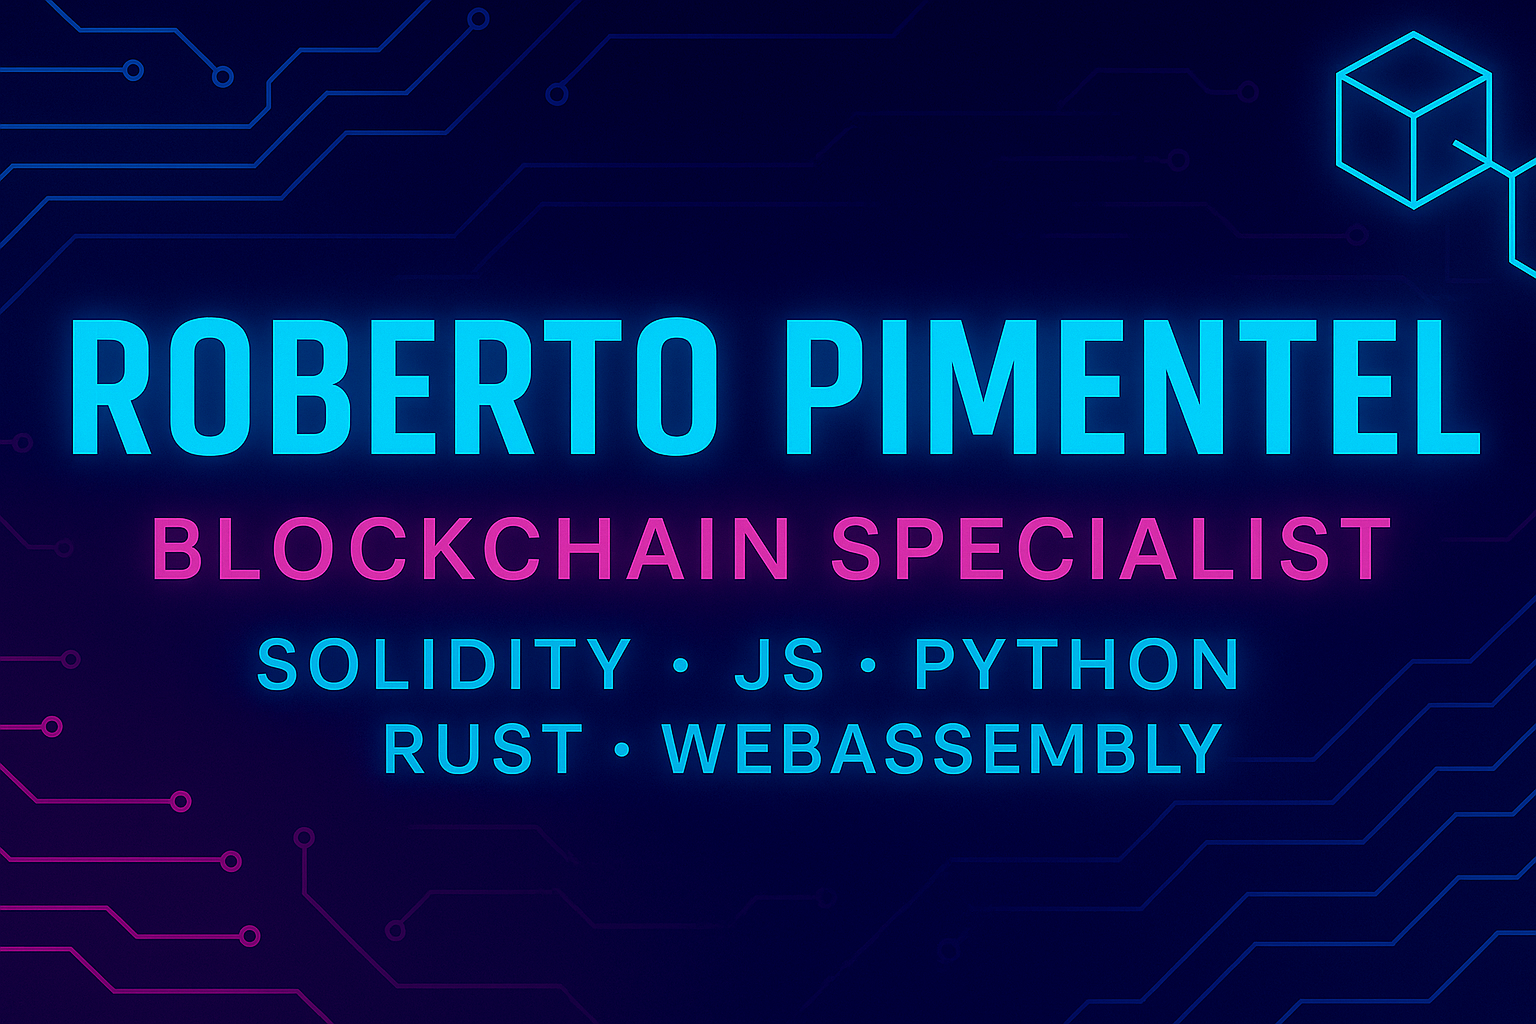 ROBERTO PIMENTEL
BLOCKCHAIN SPECIALIST
SOLIDITY • JS • PYTHON
RUST • WEBASSEMBLY